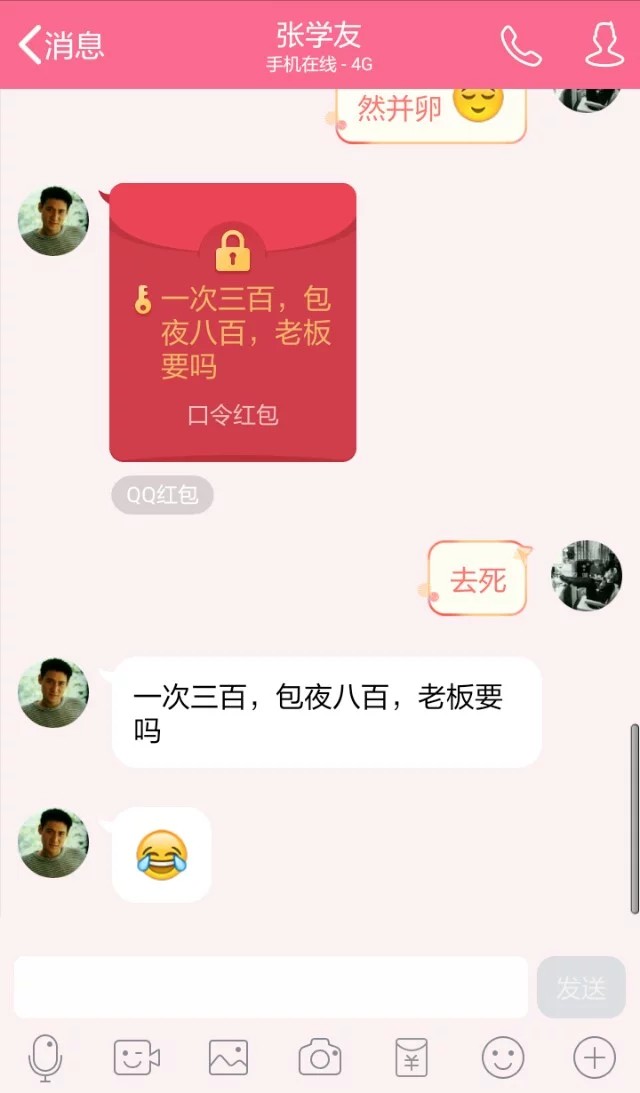 消息
张学友
手机在线 - 4G
然并卵
一次三百，包
夜八百，老板
要吗
口令红包
QQ红包
去死
一次三百，包夜八百，老板要
吗
发送